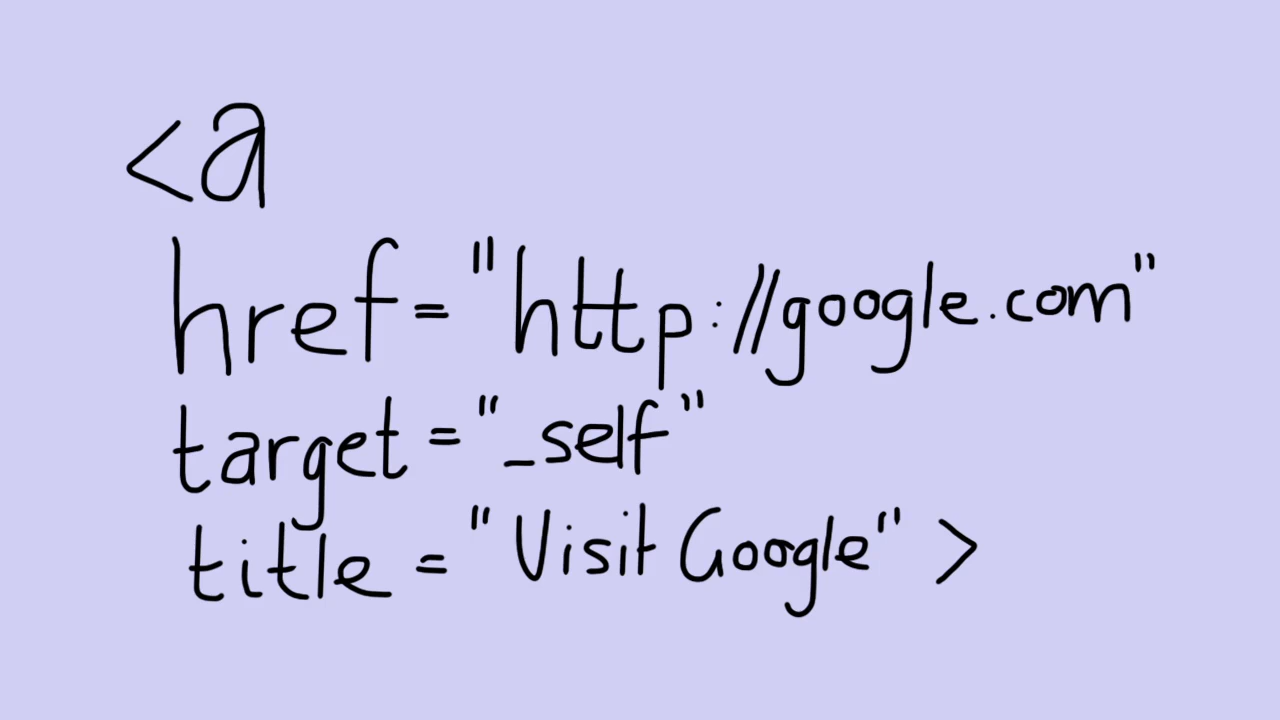 <a
href="http://google.com"
target="_self"
title="Visit Google">